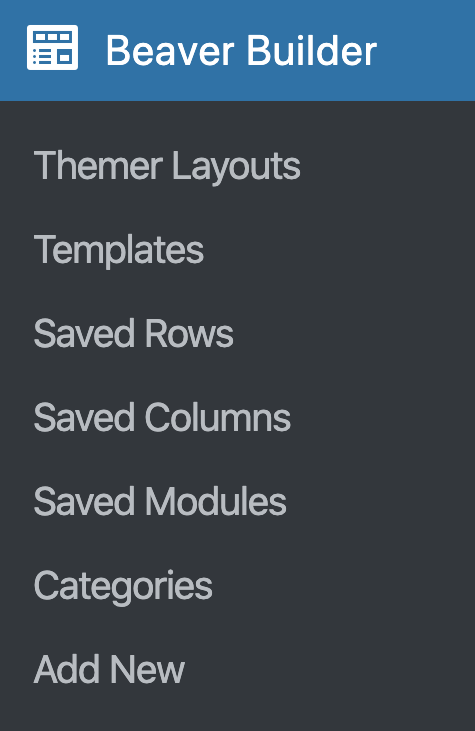 Beaver Builder
Themer Layouts
Templates
Saved Rows
Saved Columns
Saved Modules
Categories
Add New